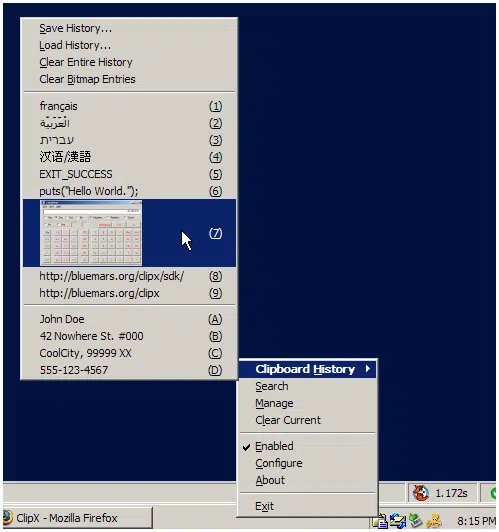 Save History...
Load History...
Clear Entire History
Clear Bitmap Entries
français (1)
الْعَرَبيّة (2)
עברית (3)
汉语/漢語 (4)
EXIT_SUCCESS (5)
puts("Hello World."); (6)
(7)
http://bluemars.org/clipx/sdk/ (8)
http://bluemars.org/clipx (9)
John Doe (A)
42 Nowhere St. #000 (B)
CoolCity, 99999 XX (C)
555-123-4567 (D)
Clipboard History
Search
Manage
Clear Current
Enabled
Configure
About
Exit
1.172s
ClipX - Mozilla Firefox
8:15 PM